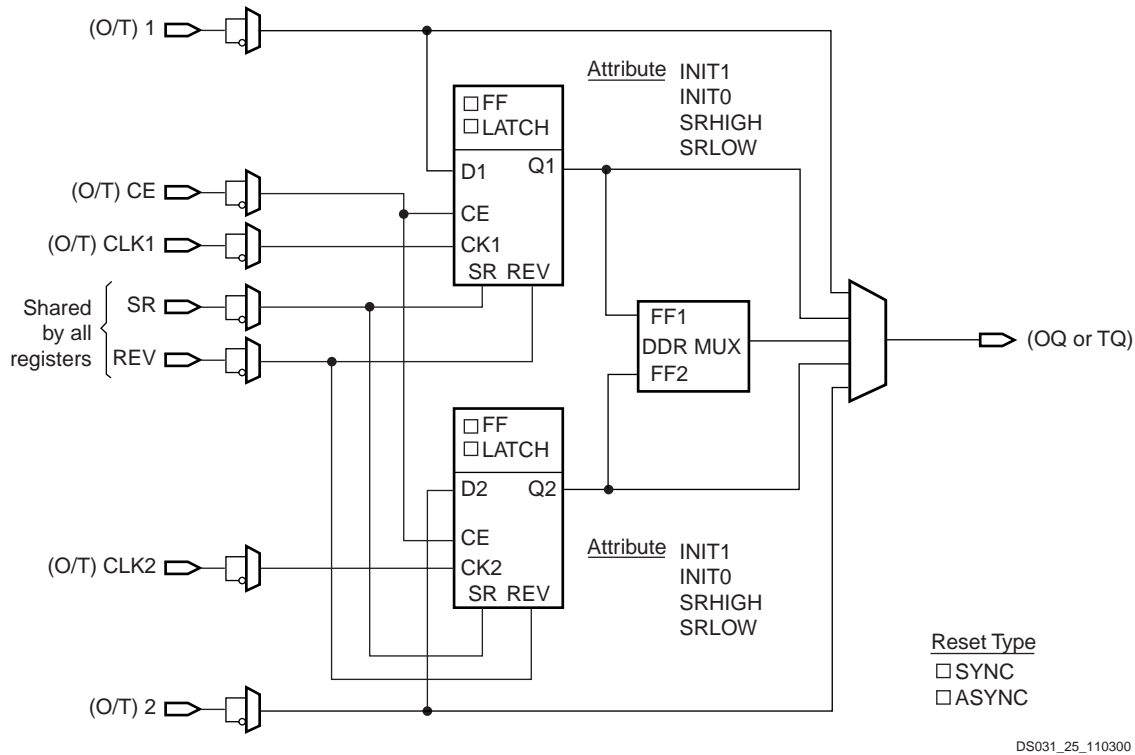 (O/T) 1
Attribute INIT1
INIT0
SRHIGH
SRLOW
FF
LATCH
D1 Q1
(O/T) CE
CE
(O/T) CLK1
CK1
SR REV
Shared
by all
registers
SR
REV
FF1
DDR MUX
FF2
(OQ or TQ)
FF
LATCH
D2 Q2
CE
(O/T) CLK2
CK2
SR REV
Attribute INIT1
INIT0
SRHIGH
SRLOW
Reset Type
SYNC
ASYNC
(O/T) 2
DS031_25_110300